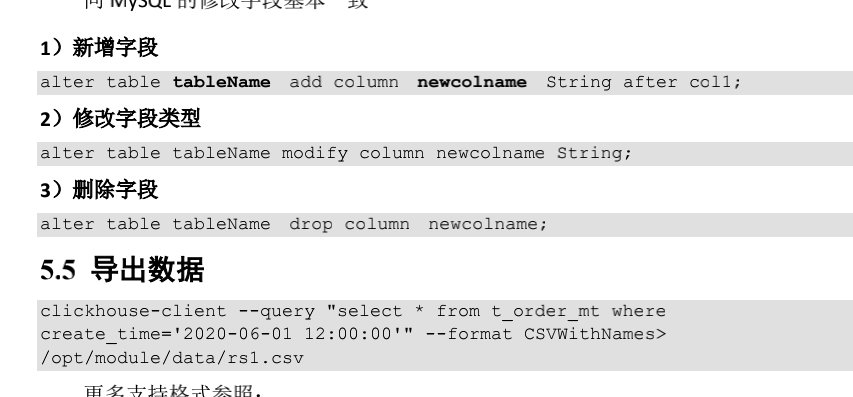 同 MySQL 的修改字段基本一致
1）新增字段
alter table tableName add column newcolname String after col1;
2）修改字段类型
alter table tableName modify column newcolname String;
3）删除字段
alter table tableName drop column newcolname;
5.5 导出数据
clickhouse-client --query "select * from t_order_mt where
create_time='2020-06-01 12:00:00'" --format CSVWithNames>
/opt/module/data/rs1.csv
更多支持格式参照：